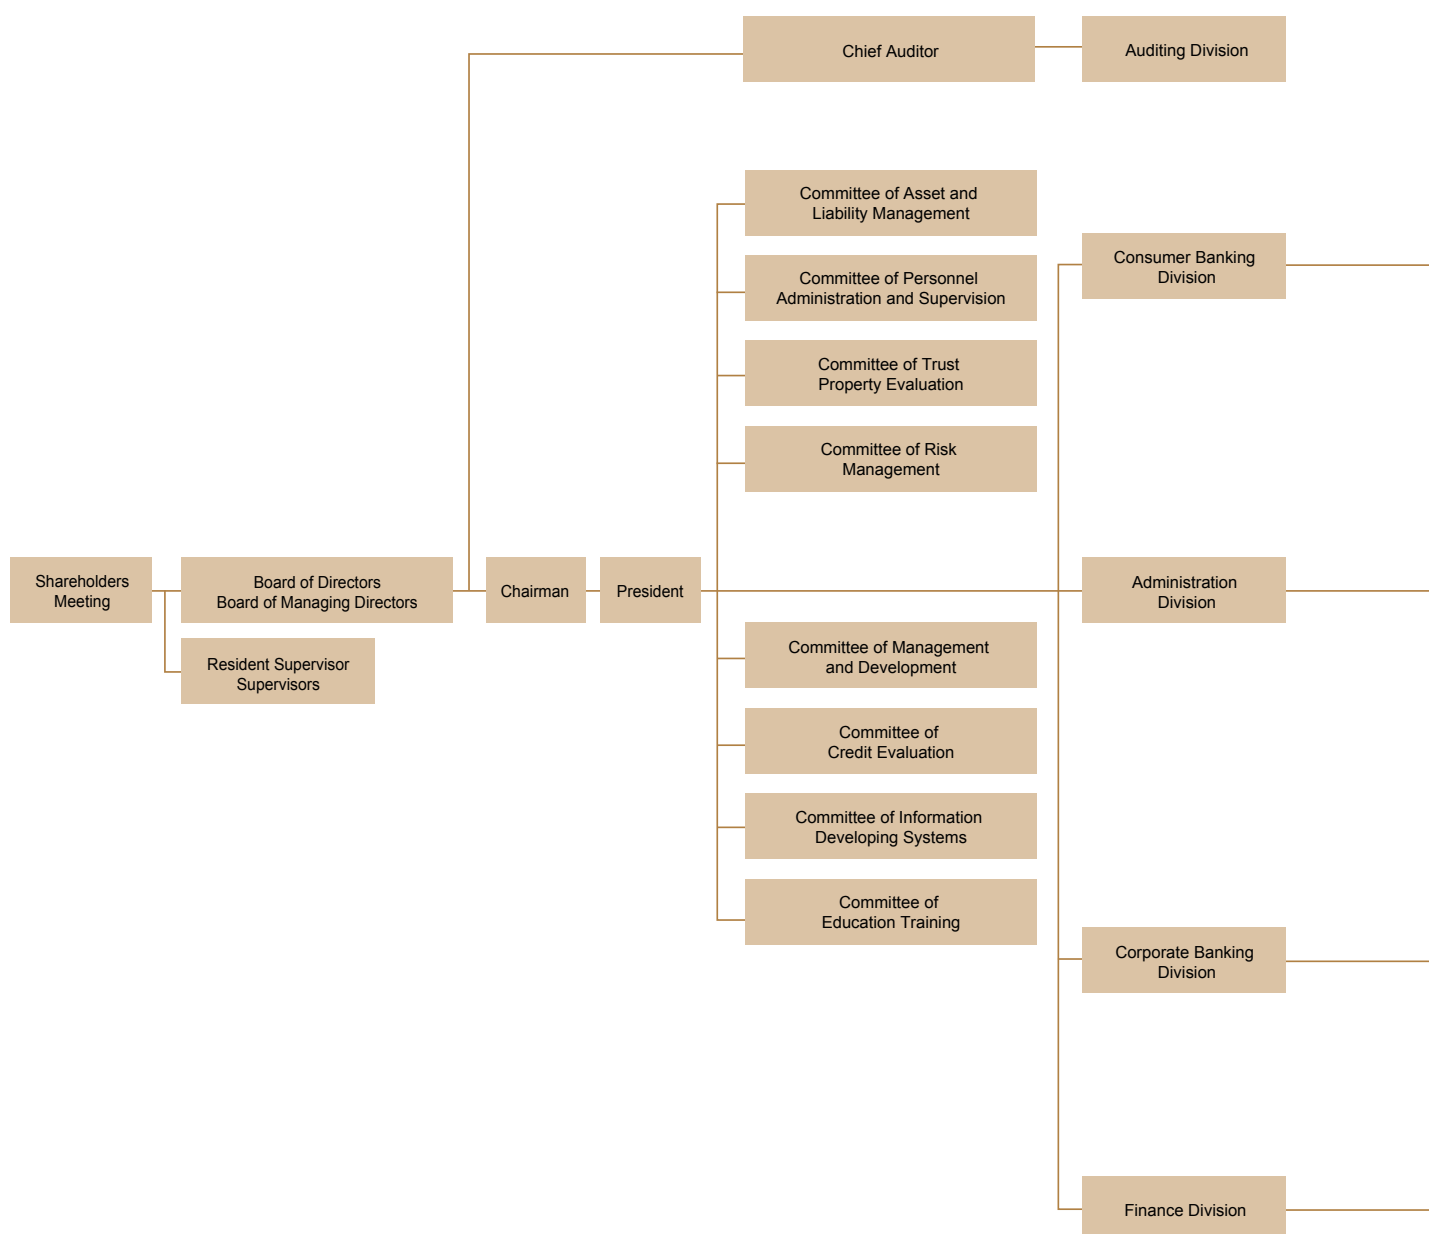 Chief Auditor
Auditing Division
Committee of Asset and
Liability Management
Consumer Banking
Division
Committee of Personnel
Administration and Supervision
Committee of Trust
Property Evaluation
Committee of Risk
Management
Shareholders
Meeting
Board of Directors
Board of Managing Directors
Chairman
President
Administration
Division
Resident Supervisor
Supervisors
Committee of Management
and Development
Committee of
Credit Evaluation
Committee of Information
Developing Systems
Committee of
Education Training
Corporate Banking
Division
Finance Division